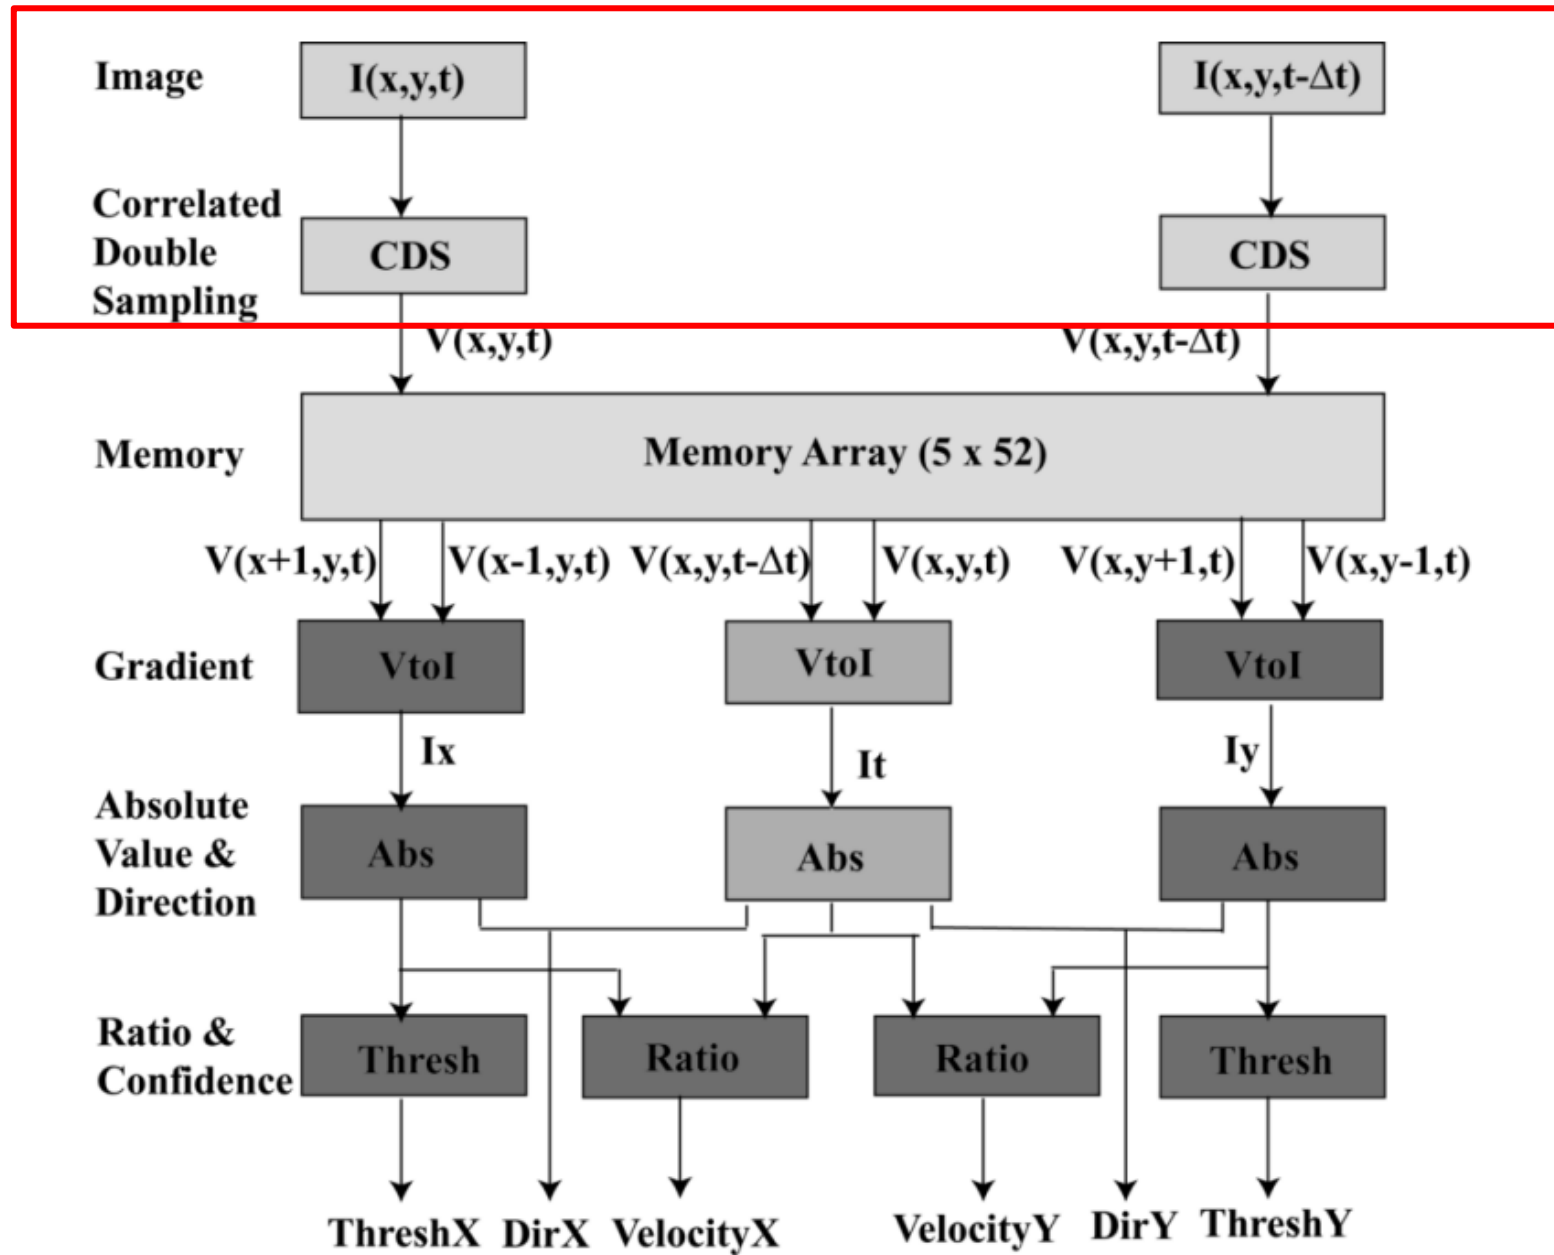 Image
I(x,y,t)
I(x,y,t-Δt)
Correlated
Double
Sampling
CDS
CDS
V(x,y,t)
V(x,y,t-Δt)
Memory
Memory Array (5 x 52)
V(x+1,y,t)
V(x-1,y,t)
V(x,y,t-Δt)
V(x,y,t)
V(x,y+1,t)
V(x,y-1,t)
Gradient
VtoI
VtoI
VtoI
Ix
It
Iy
Absolute
Value &
Direction
Abs
Abs
Abs
Ratio &
Confidence
Thresh
Ratio
Ratio
Thresh
ThreshX
DirX
VelocityX
VelocityY
DirY
ThreshY